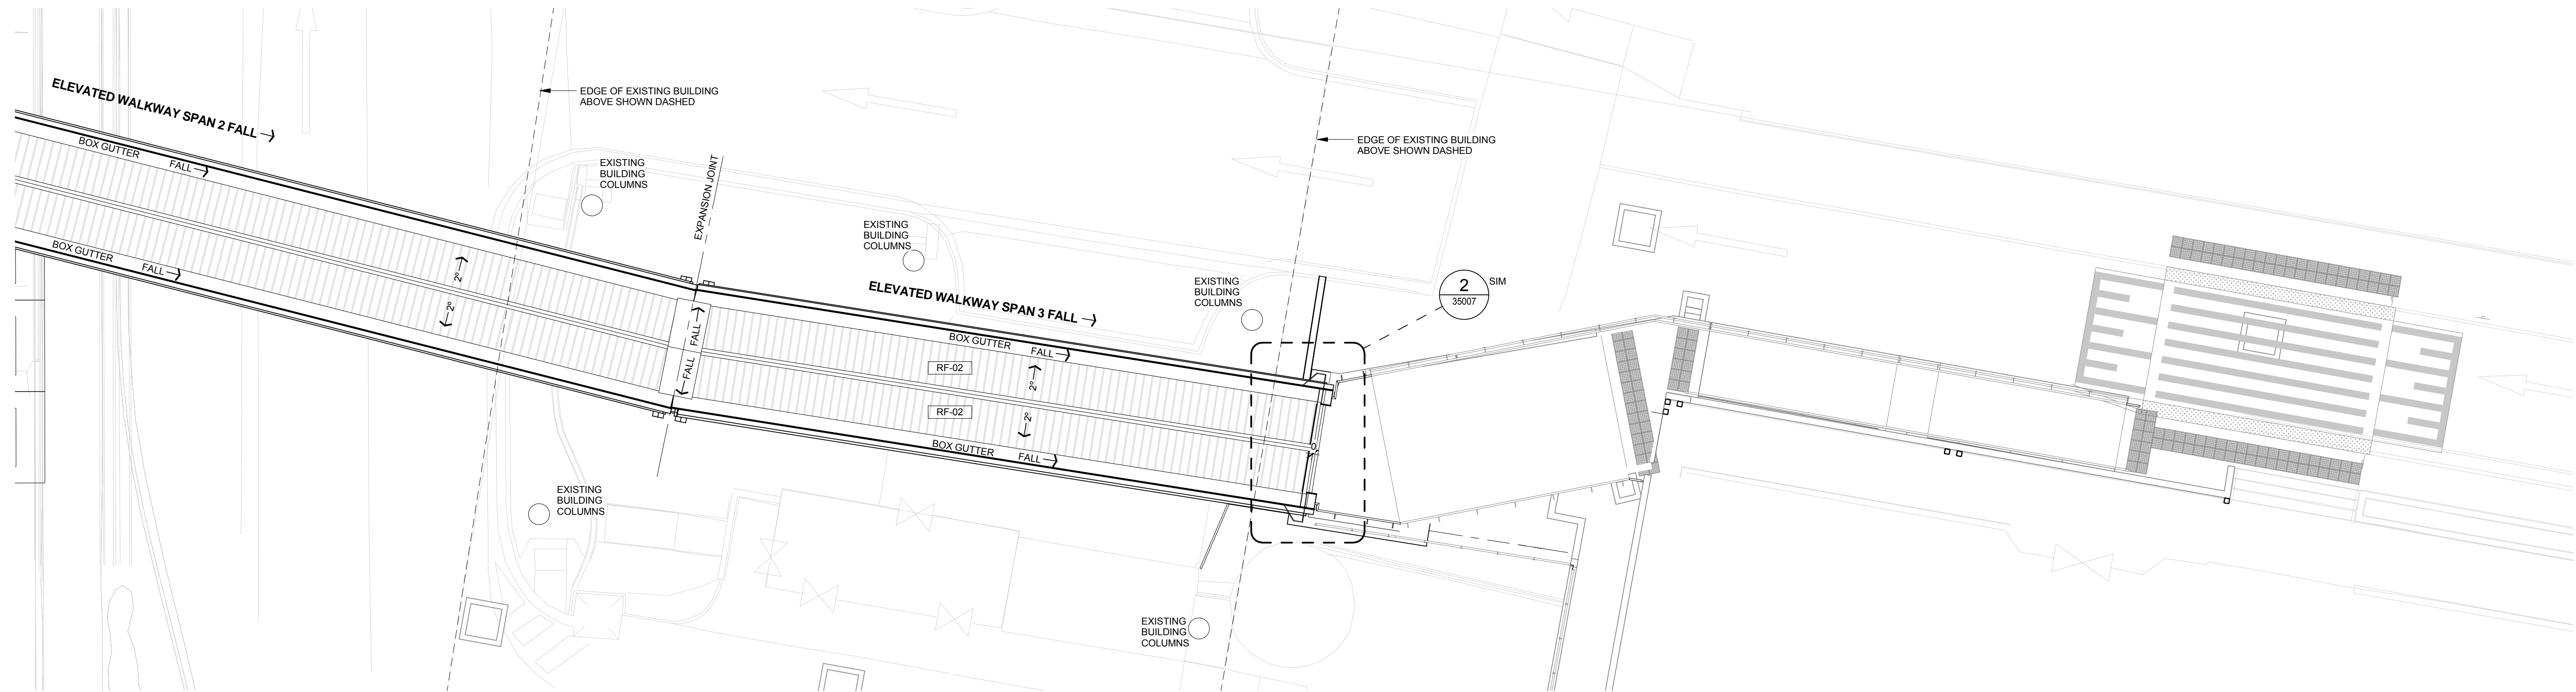 ELEVATED WALKWAY SPAN 2 FALL
EDGE OF EXISTING BUILDING
ABOVE SHOWN DASHED
EDGE OF EXISTING BUILDING
ABOVE SHOWN DASHED
BOX GUTTER
FALL
EXISTING
BUILDING
COLUMNS
EXPANSION JOINT
EXISTING
BUILDING
COLUMNS
BOX GUTTER
FALL
2°
2°
EXISTING
BUILDING
COLUMNS
2
35007
SIM
ELEVATED WALKWAY SPAN 3 FALL
FALL
FALL
BOX GUTTER
FALL
RF-02
2°
RF-02
2°
BOX GUTTER
FALL
EXISTING
BUILDING
COLUMNS
EXISTING
BUILDING
COLUMNS